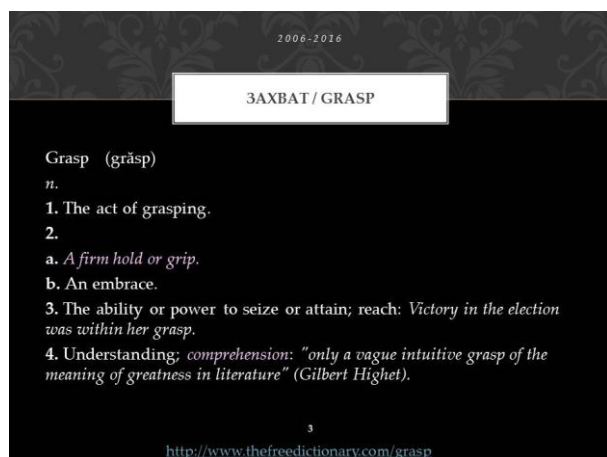 2006-2016
ЗАХВАТ / GRASP
Grasp (grăsp)
n.
1. The act of grasping.
2.
a. A firm hold or grip.
b. An embrace.
3. The ability or power to seize or attain; reach: Victory in the election
was within her grasp.
4. Understanding; comprehension: "only a vague intuitive grasp of the
meaning of greatness in literature" (Gilbert Highet).
3
http://www.thefreedictionary.com/grasp